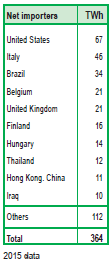 Net importers TWh
United States 67
Italy 46
Brazil 34
Belgium 21
United Kingdom 21
Finland 16
Hungary 14
Thailand 12
Hong Kong. China 11
Iraq 10
Others 112
Total 364
2015 data